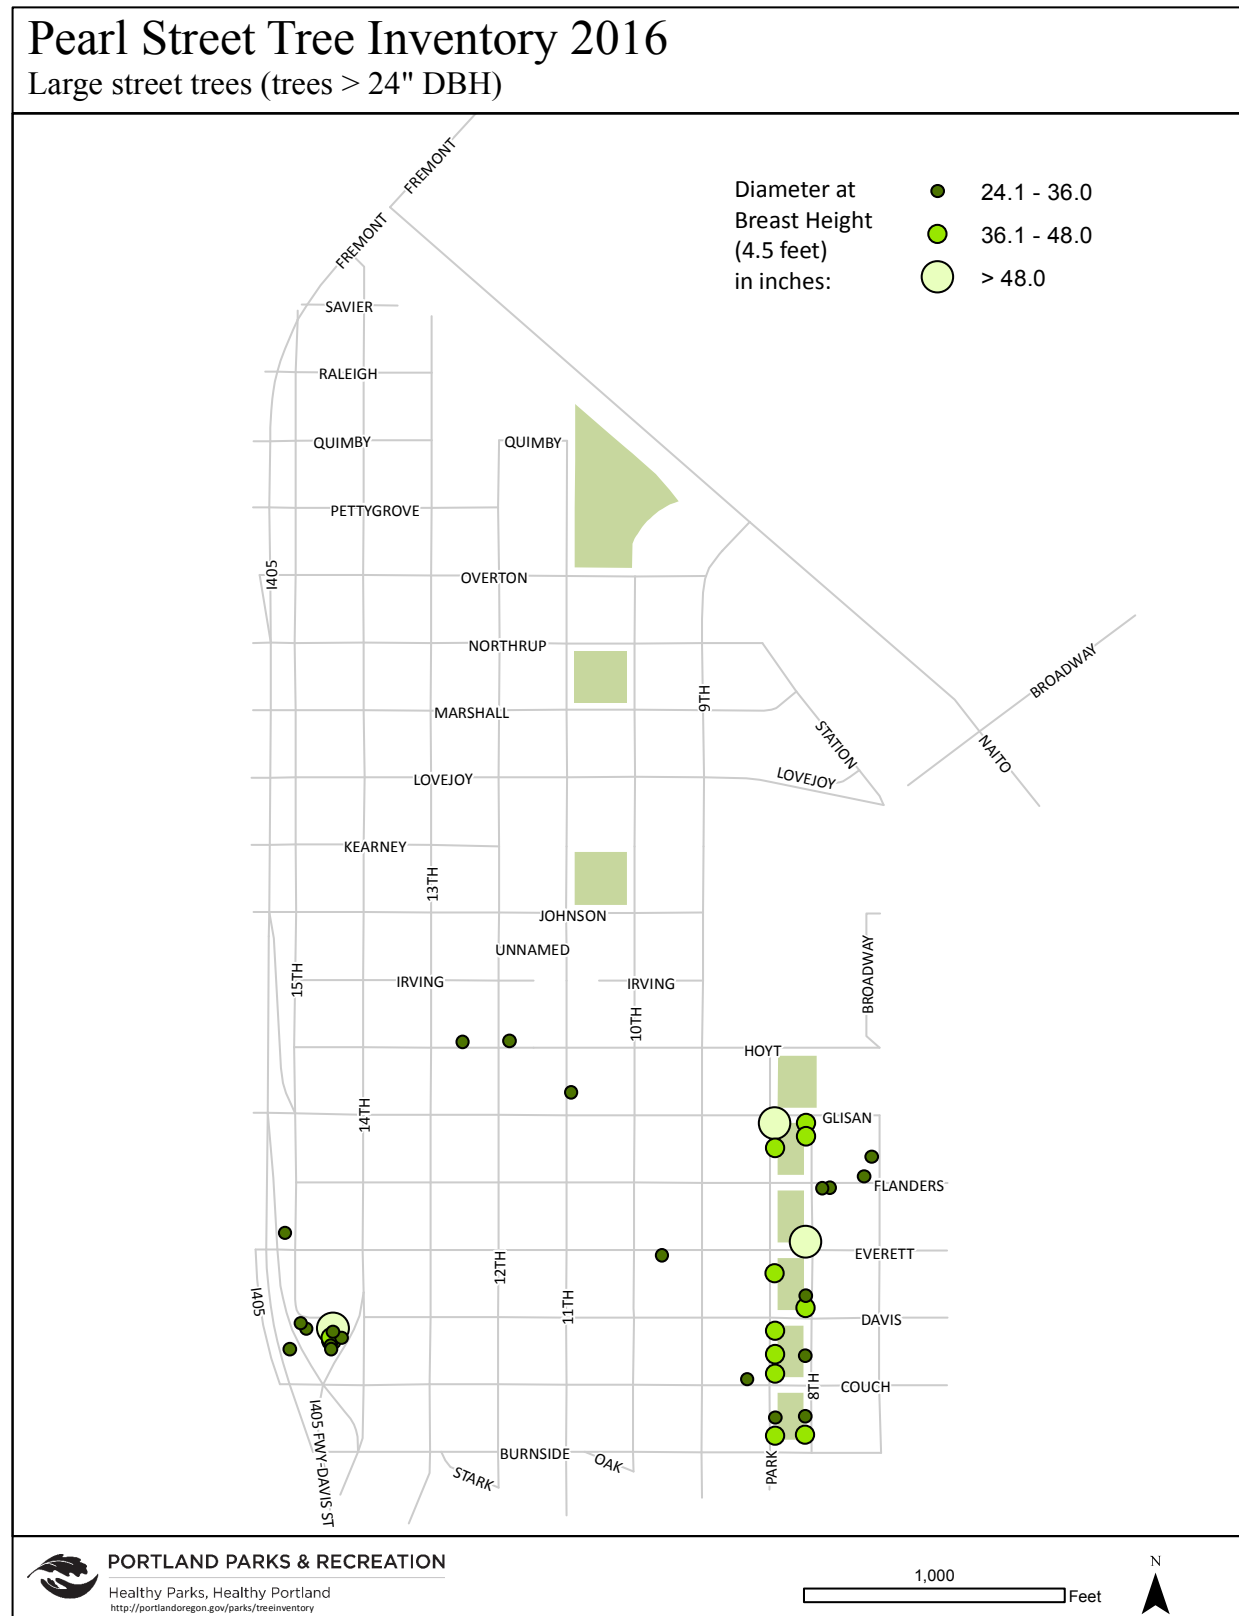 Pearl Street Tree Inventory 2016
Large street trees (trees > 24" DBH)
FREMONT
FREMONT
Diameter at
Breast Height
(4.5 feet)
in inches:
24.1 - 36.0
36.1 - 48.0
> 48.0
SAVIER
RALEIGH
QUIMBY
QUIMBY
PETTYGROVE
I405
OVERTON
NORTHRUP
BROADWAY
9TH
MARSHALL
STATION
NAITO
LOVEJOY
LOVEJOY
KEARNEY
13TH
JOHNSON
UNNAMED
BROADWAY
15TH
IRVING
IRVING
10TH
HOYT
14TH
GLISAN
FLANDERS
EVERETT
12TH
I405
11TH
DAVIS
8TH
COUCH
I405 FWY-DAVIS ST
BURNSIDE
OAK
STARK
PARK
PORTLAND PARKS & RECREATION
Healthy Parks, Healthy Portland
http://portlandoregon.gov/parks/treeinventory
1,000
Feet
N